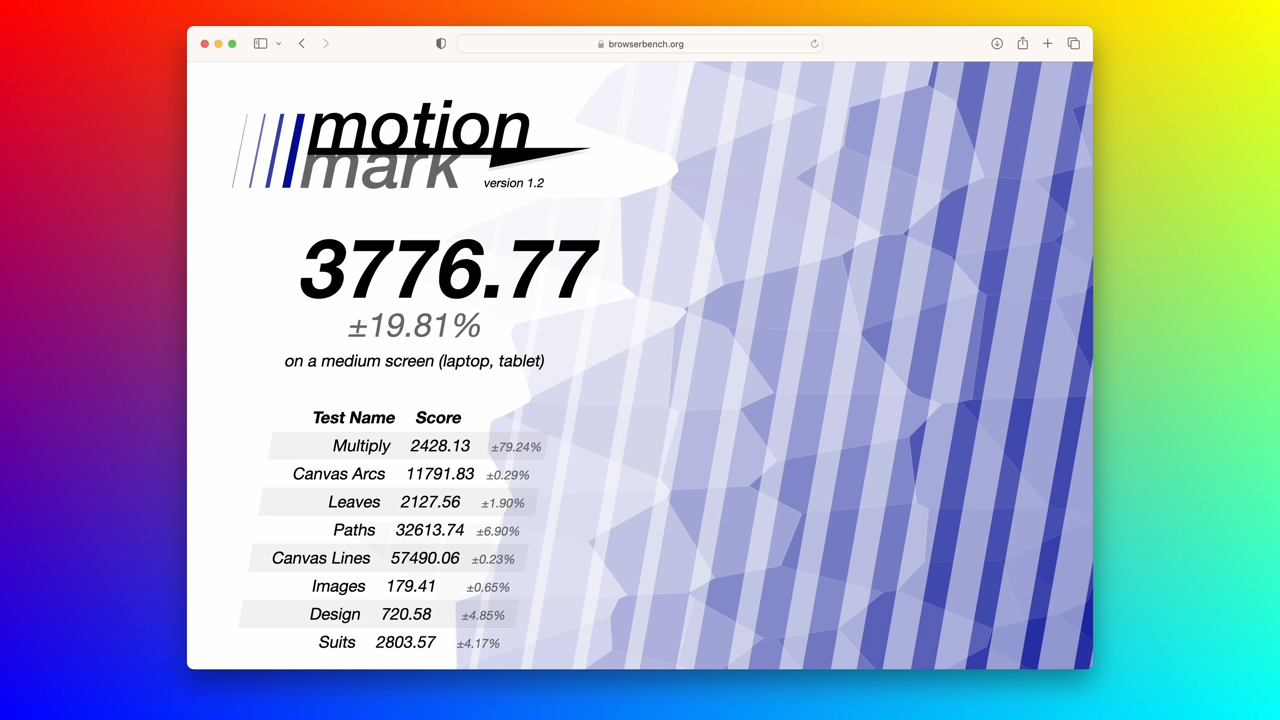 browserbench.org
motion
mark
version 1.2
3776.77
±19.81%
on a medium screen (laptop, tablet)
Test Name Score
Multiply 2428.13 ±79.24%
Canvas Arcs 11791.83 ±0.29%
Leaves 2127.56 ±1.90%
Paths 32613.74 ±6.90%
Canvas Lines 57490.06 ±0.23%
Images 179.41 ±0.65%
Design 720.58 ±4.85%
Suits 2803.57 ±4.17%